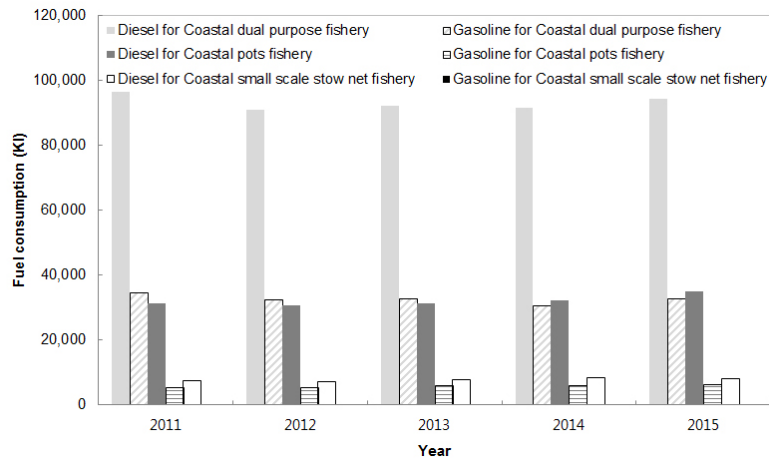 Diesel for Coastal dual purpose fishery
Gasoline for Coastal dual purpose fishery
Diesel for Coastal pots fishery
Gasoline for Coastal pots fishery
Diesel for Coastal small scale stow net fishery
Gasoline for Coastal small scale stow net fishery
120,000
100,000
80,000
60,000
40,000
20,000
0
Fuel consumption (Kl)
2011
2012
2013
2014
2015
Year